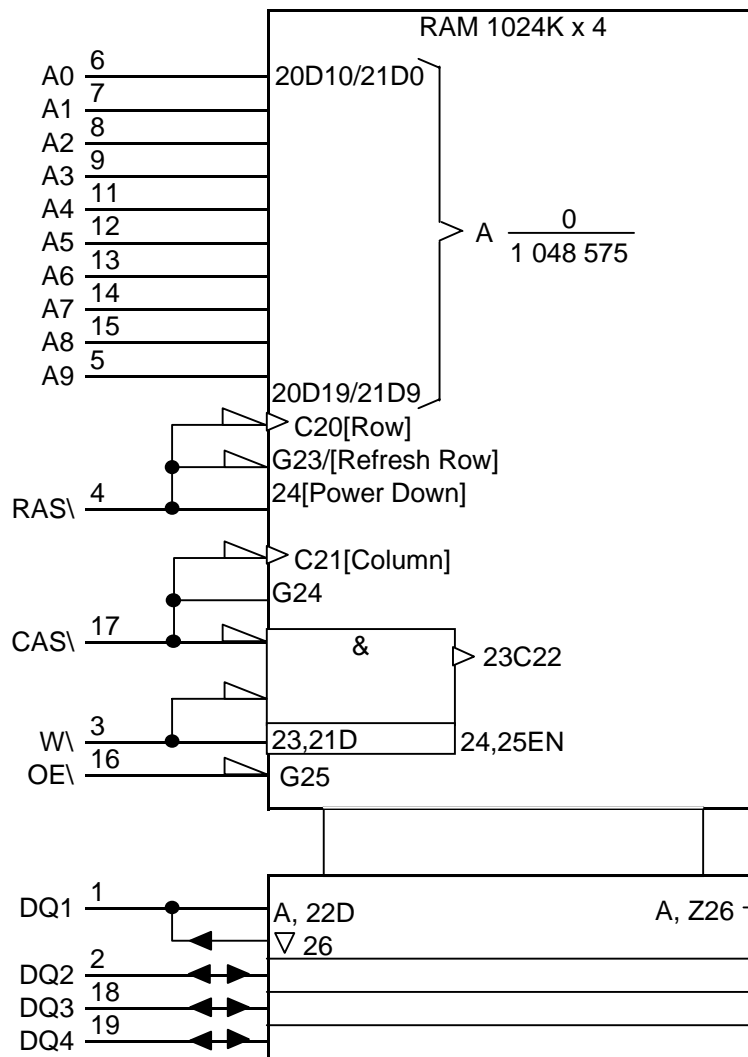 RAM 1024K x 4
A0 6 20D10/21D0
A1 7
A2 8
A3 9
A4 11
A5 12
A6 13
A7 14
A8 15
A9 5
A 0
1 048 575
20D19/21D9
C20[Row]
G23/[Refresh Row]
RAS\ 4 24[Power Down]
C21[Column]
G24
CAS\ 17 &
23C22
W\ 3 23,21D 24,25EN
OE\ 16 G25
DQ1 1 A, 22D A, Z26
26
DQ2 2
DQ3 18
DQ4 19